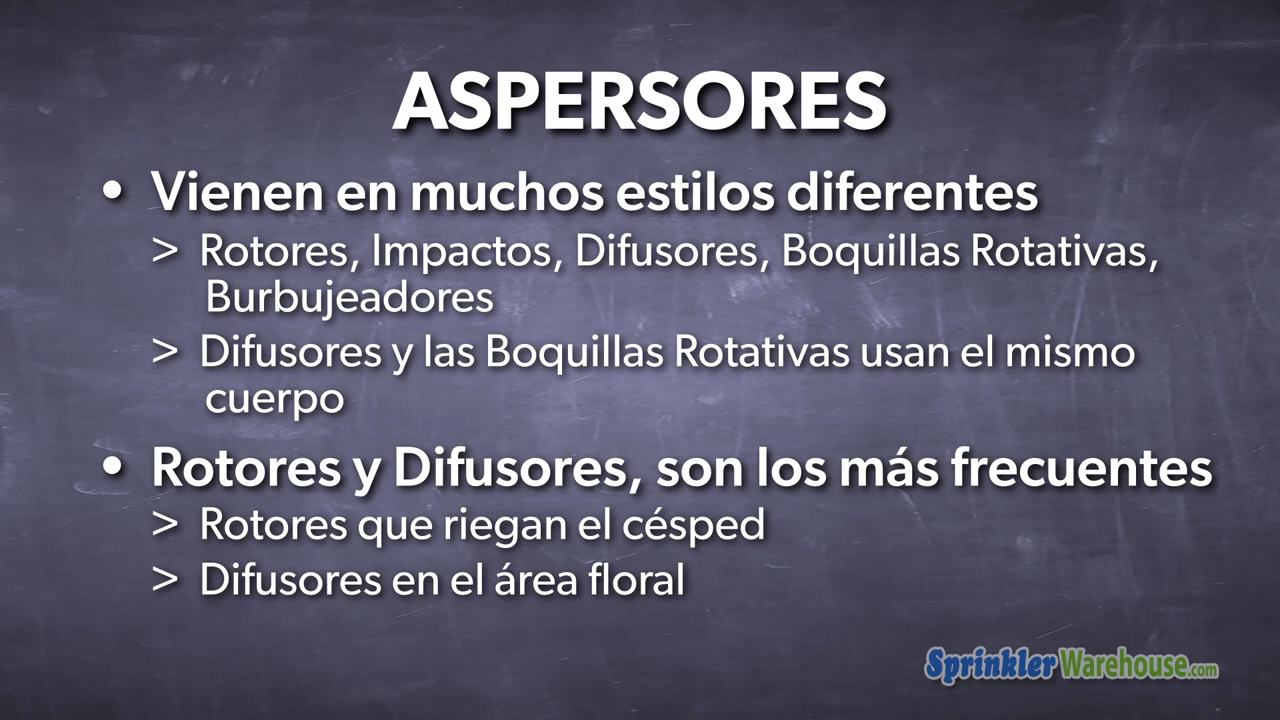 ASPERSORES
• Vienen en muchos estilos diferentes
> Rotores, Impactos, Difusores, Boquillas Rotativas,
Burbujeadores
> Difusores y las Boquillas Rotativas usan el mismo
cuerpo
• Rotores y Difusores, son los más frecuentes
> Rotores que riegan el césped
> Difusores en el área floral
SprinklerWarehouse.com